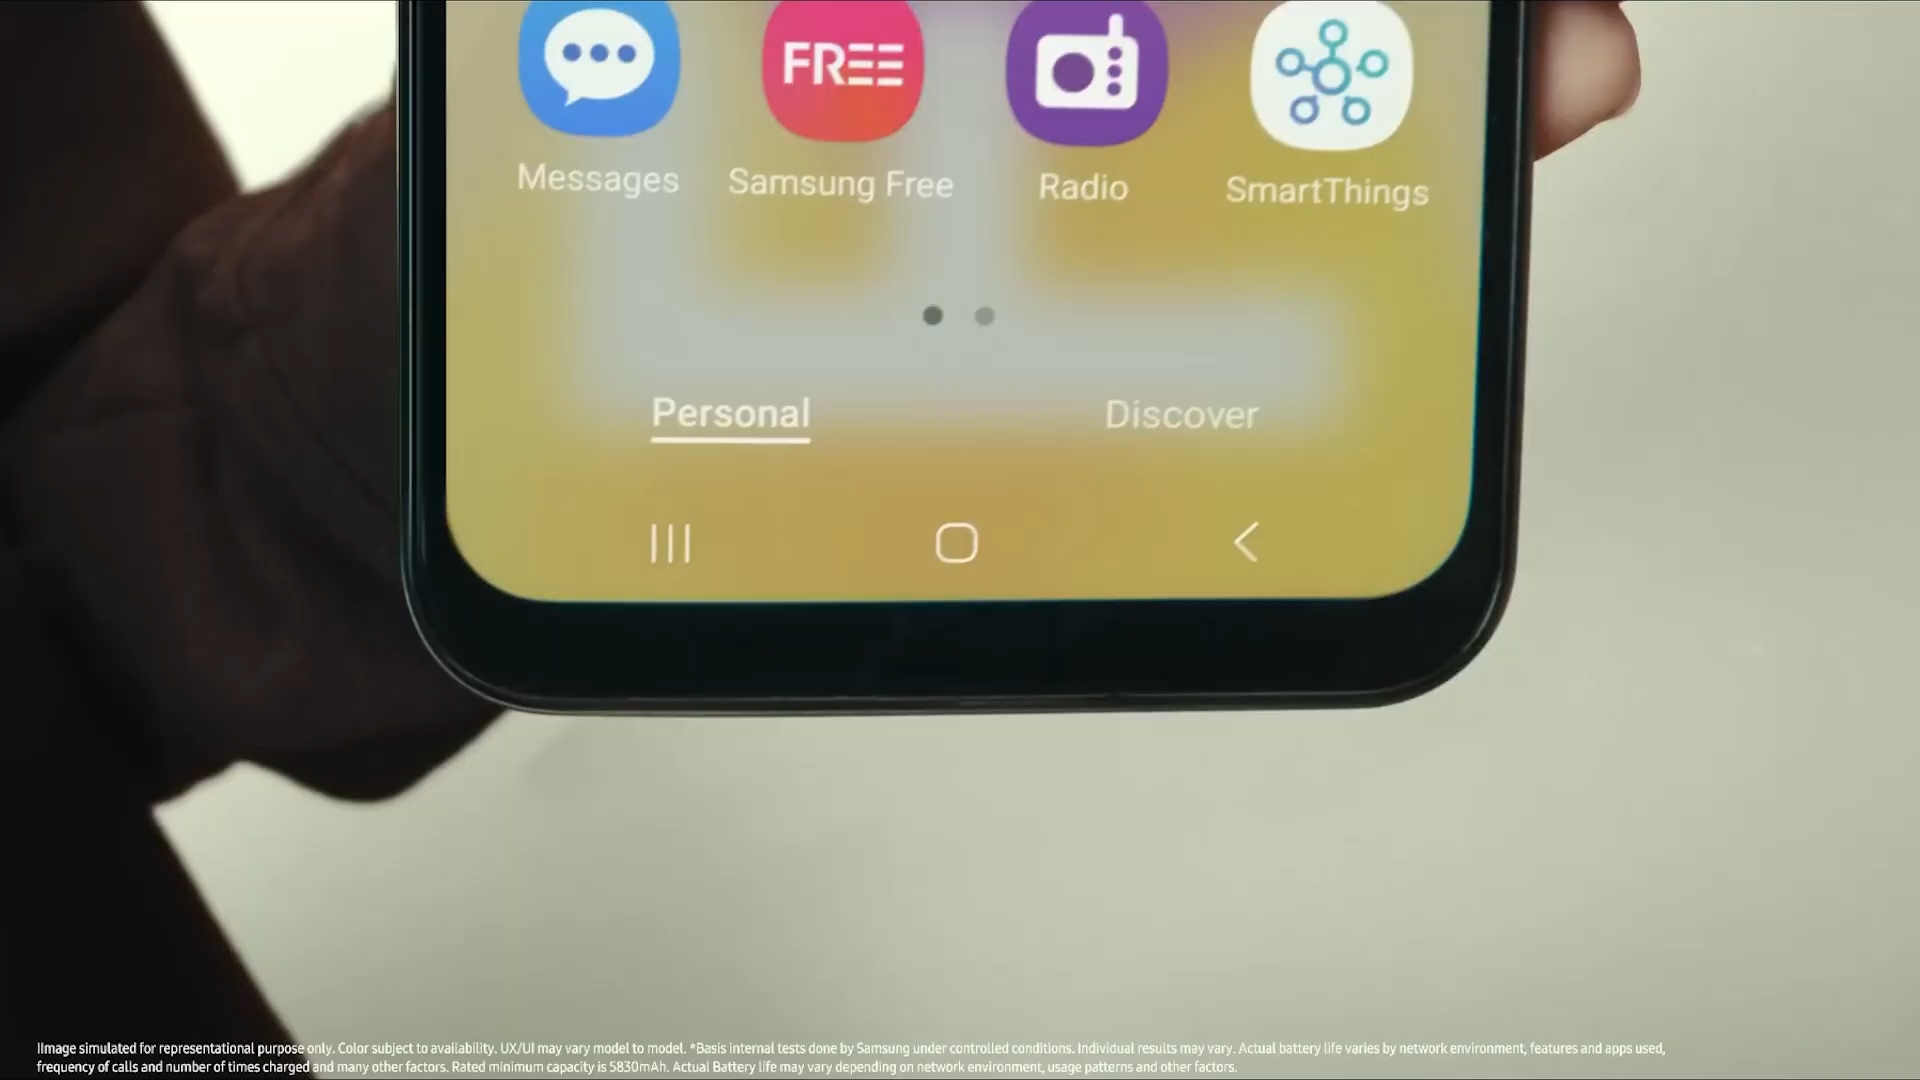 FREE
Messages
Samsung Free
Radio
SmartThings
Personal
Discover
IImage simulated for representational purpose only. Color subject to availability. UX/UI may vary model to model. *Basis internal tests done by Samsung under controlled conditions. Individual results may vary. Actual battery life varies by network environment, features and apps used,
frequency of calls and number of times charged and many other factors. Rated minimum capacity is 5830mAh. Actual Battery life may vary depending on network environment, usage patterns and other factors.